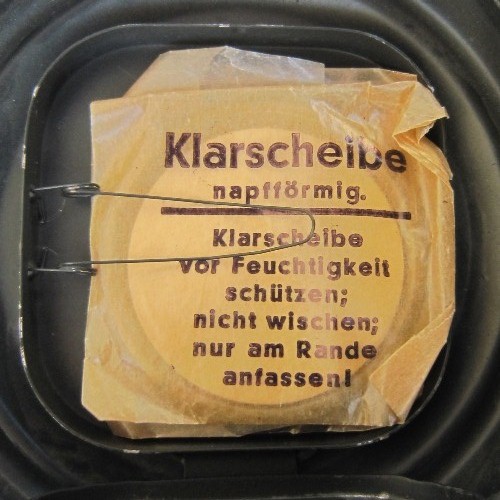 Klarscheibe
napfförmig.
Klarscheibe
vor Feuchtigkeit
schützen;
nicht wischen;
nur am Rande
anfassen!